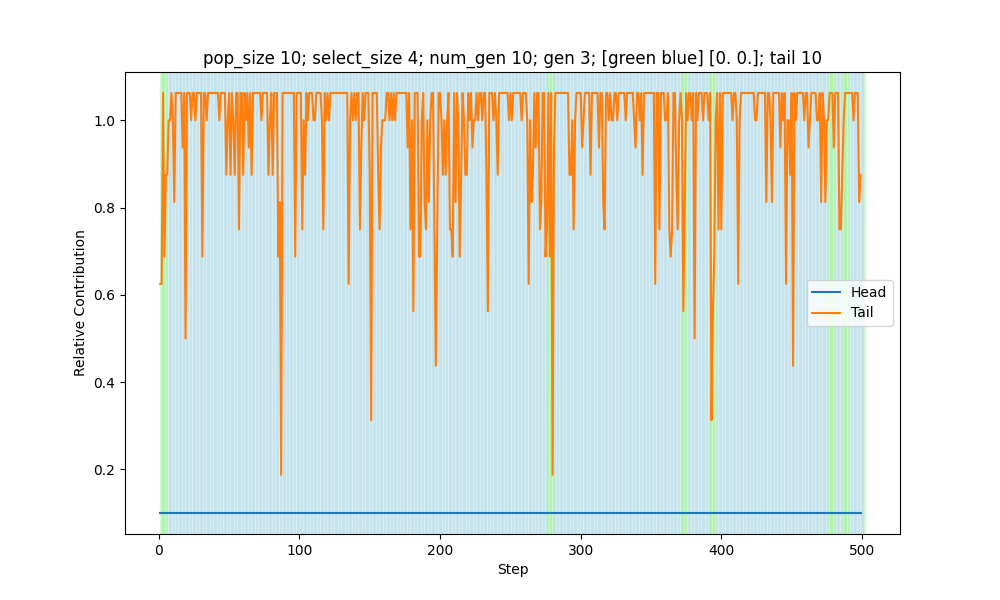 pop_size 10; select_size 4; num_gen 10; gen 3; [green blue] [0. 0.]; tail 10
Relative Contribution
1.0
0.8
0.6
0.4
0.2
Head
Tail
0 100 200 300 400 500
Step